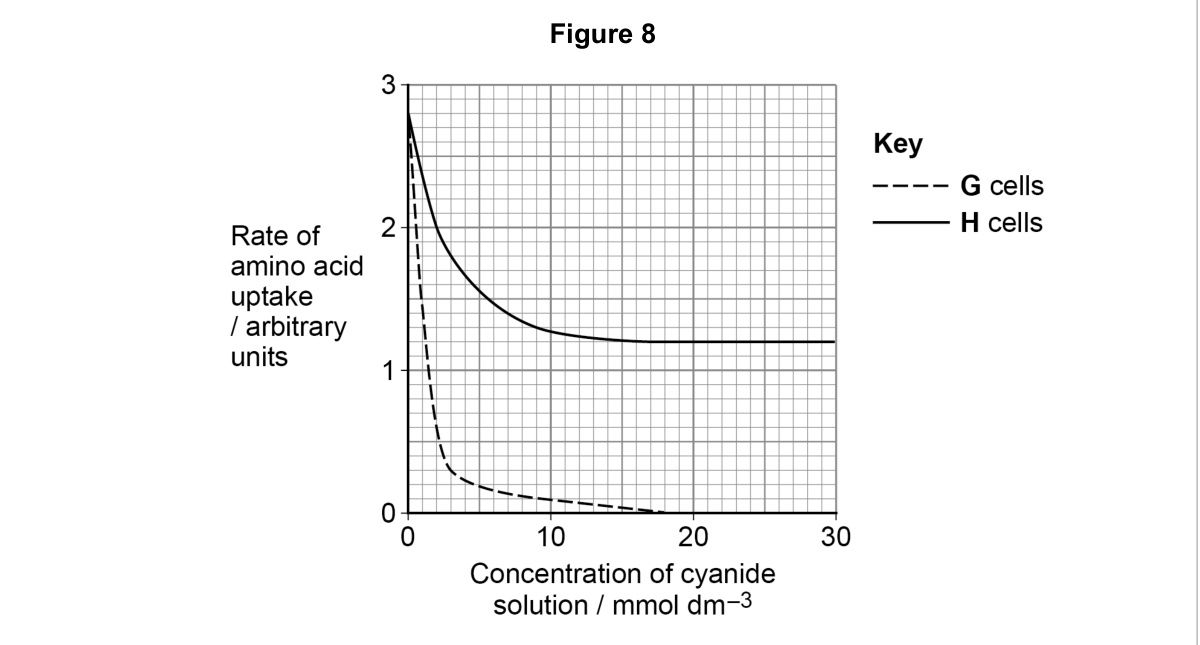 Figure 8
3
2
1
0
0
10
20
30
Rate of
amino acid
uptake
/ arbitrary
units
Concentration of cyanide
solution / mmol dm–3
Key
G cells
H cells